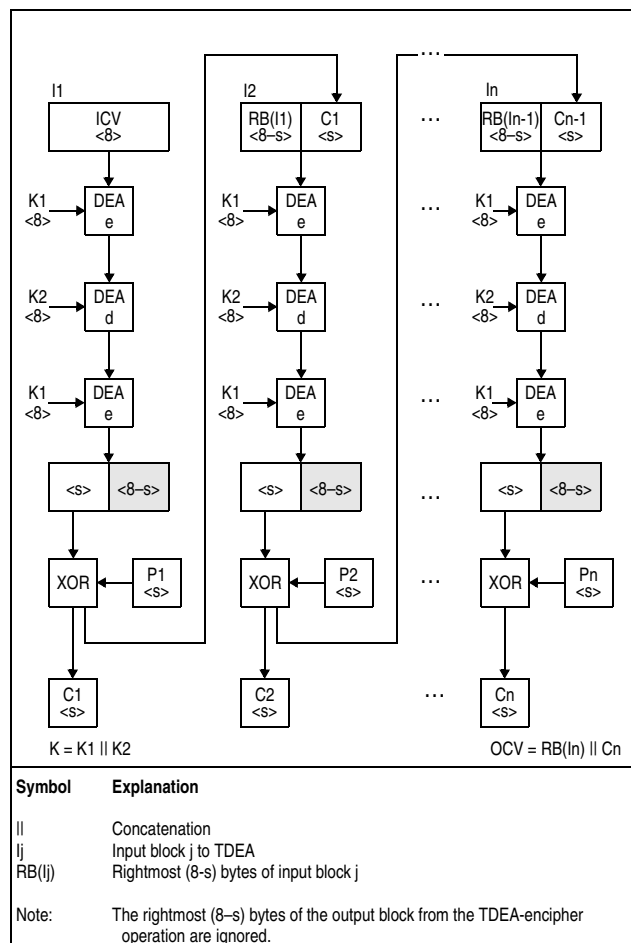 ...
I1 I2 In
ICV RB(I1) C1 ... RB(In-1) Cn-1
<8> <8–s> <s> <8–s> <s>
K1 DEA K1 DEA ... K1 DEA
<8> e <8> e <8> e
K2 DEA K2 DEA ... K2 DEA
<8> d <8> d <8> d
K1 DEA K1 DEA ... K1 DEA
<8> e <8> e <8> e
<s> <8–s> <s> <8–s> ... <s> <8–s>
XOR P1 XOR P2 ... XOR Pn
<s> <s> <s>
C1 C2 ... Cn
<s> <s> <s>
K = K1 || K2 OCV = RB(In) || Cn
Symbol Explanation
|| Concatenation
Ij Input block j to TDEA
RB(Ij) Rightmost (8-s) bytes of input block j
Note: The rightmost (8–s) bytes of the output block from the TDEA-encipher
operation are ignored.